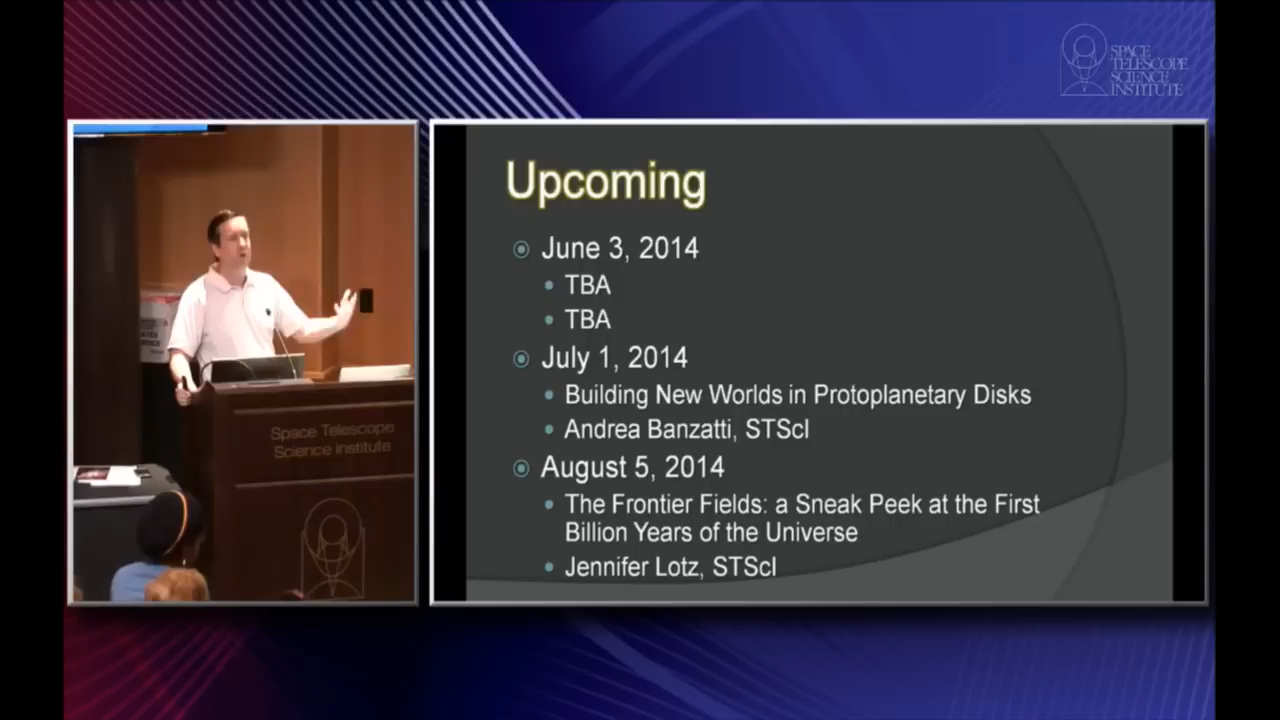 SPACE
TELESCOPE
SCIENCE
INSTITUTE
Upcoming
June 3, 2014
TBA
TBA
July 1, 2014
Building New Worlds in Protoplanetary Disks
Andrea Banzatti, STScI
August 5, 2014
The Frontier Fields: a Sneak Peek at the First
Billion Years of the Universe
Jennifer Lotz, STScI
Space Telescope
Science Institute